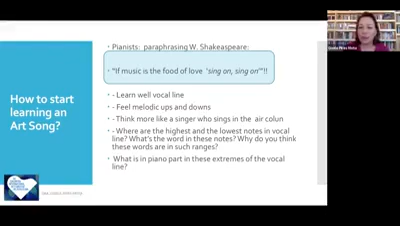 How to start
learning an
Art Song?
Pianists: paraphrasing W. Shakeaspeare:
"If music is the food of love 'sing on, sing on'"!!
- Learn well vocal line
- Feel melodic ups and downs
- Think more like a singer who sings in the air colun
- Where are the highest and the lowest notes in vocal
line? What's the word in these notes? Why do you think
these words are in such ranges?
What is in piano part in these extremes of the vocal
line?